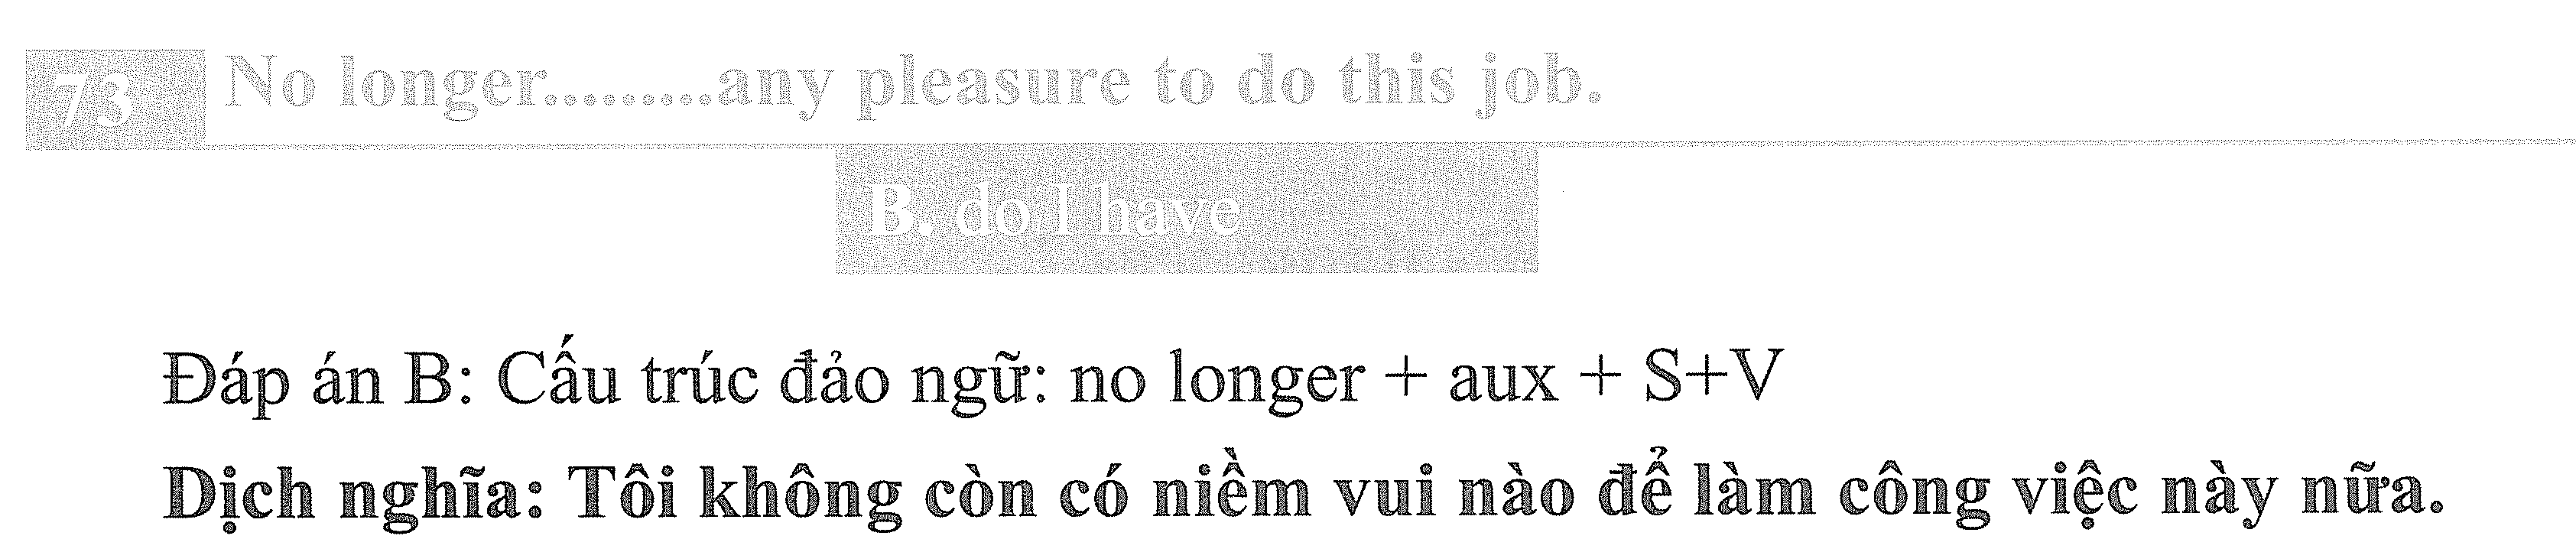 73 No longer.........any pleasure to do this job.
B. do I have
Đáp án B: Cấu trúc đảo ngữ: no longer + aux + S+V
Dịch nghĩa: Tôi không còn có niềm vui nào để làm công việc này nữa.